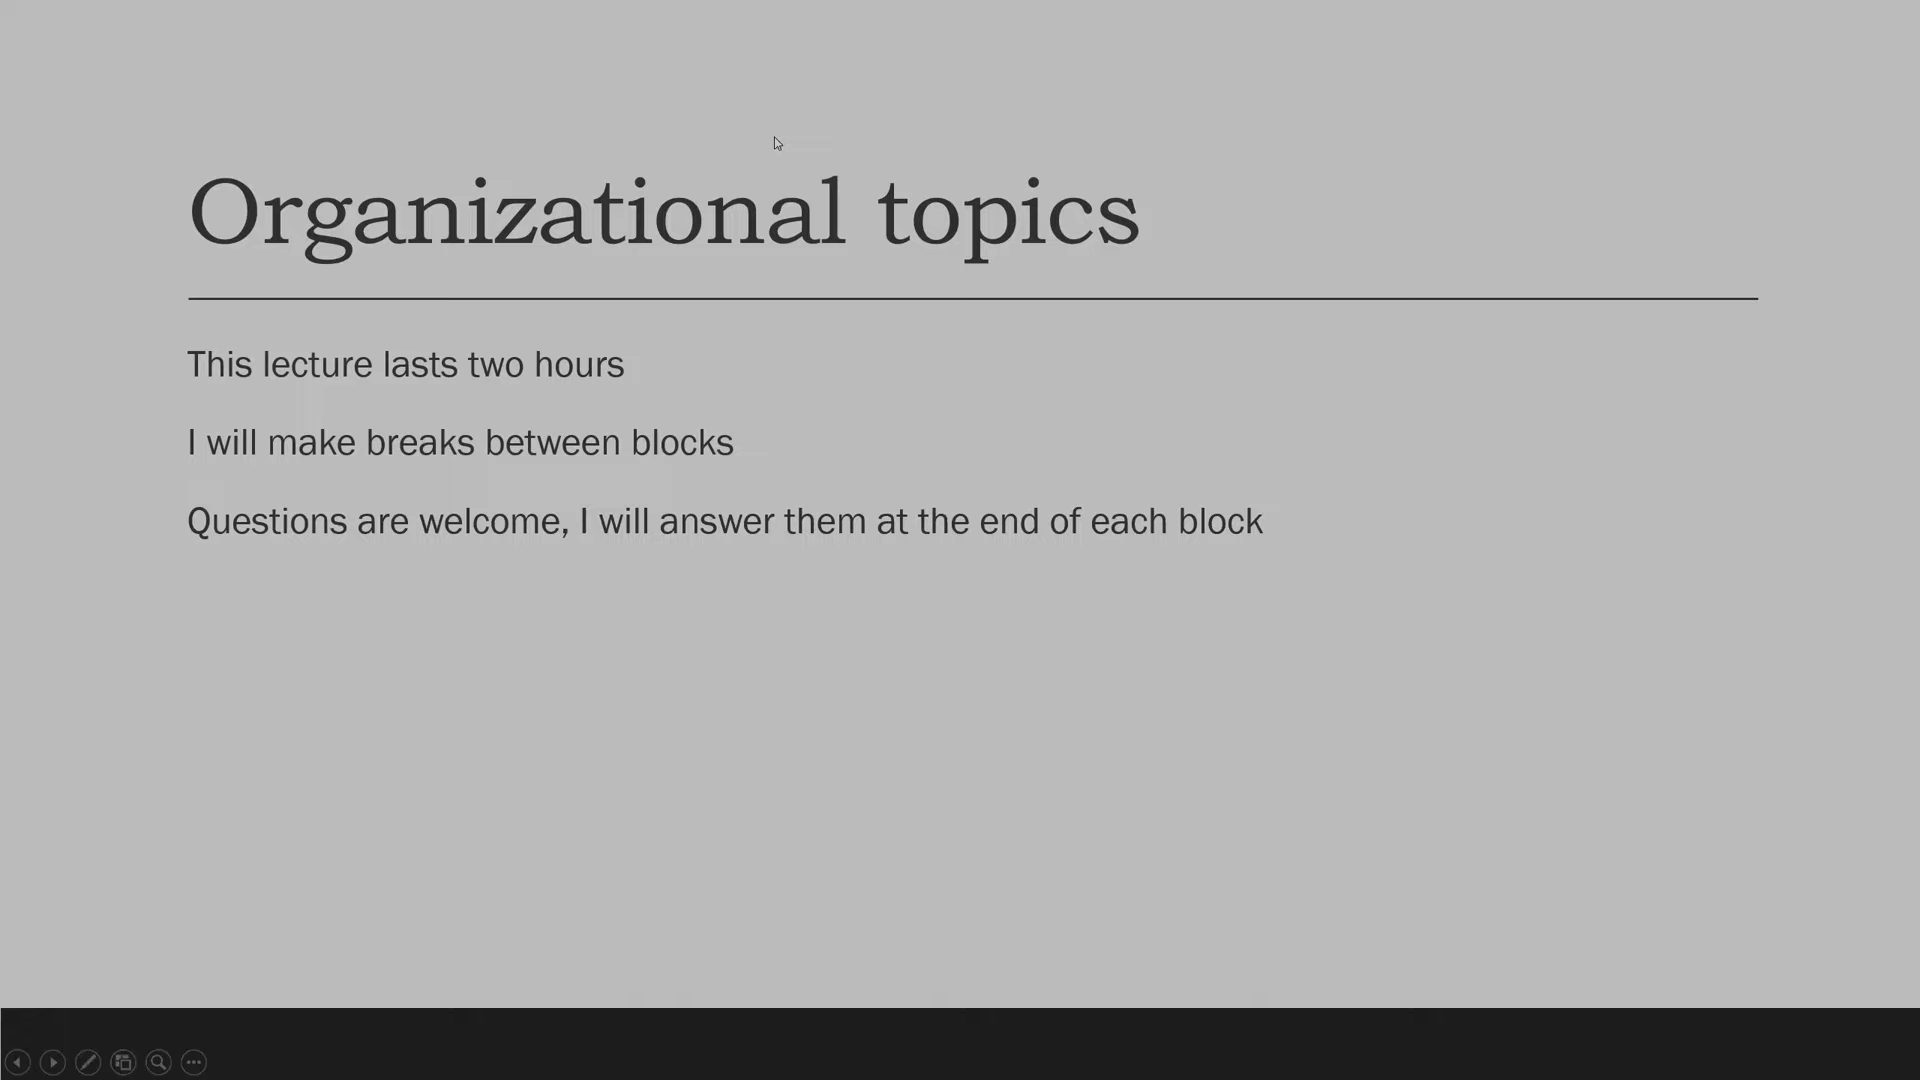 Organizational topics
This lecture lasts two hours
I will make breaks between blocks
Questions are welcome, I will answer them at the end of each block